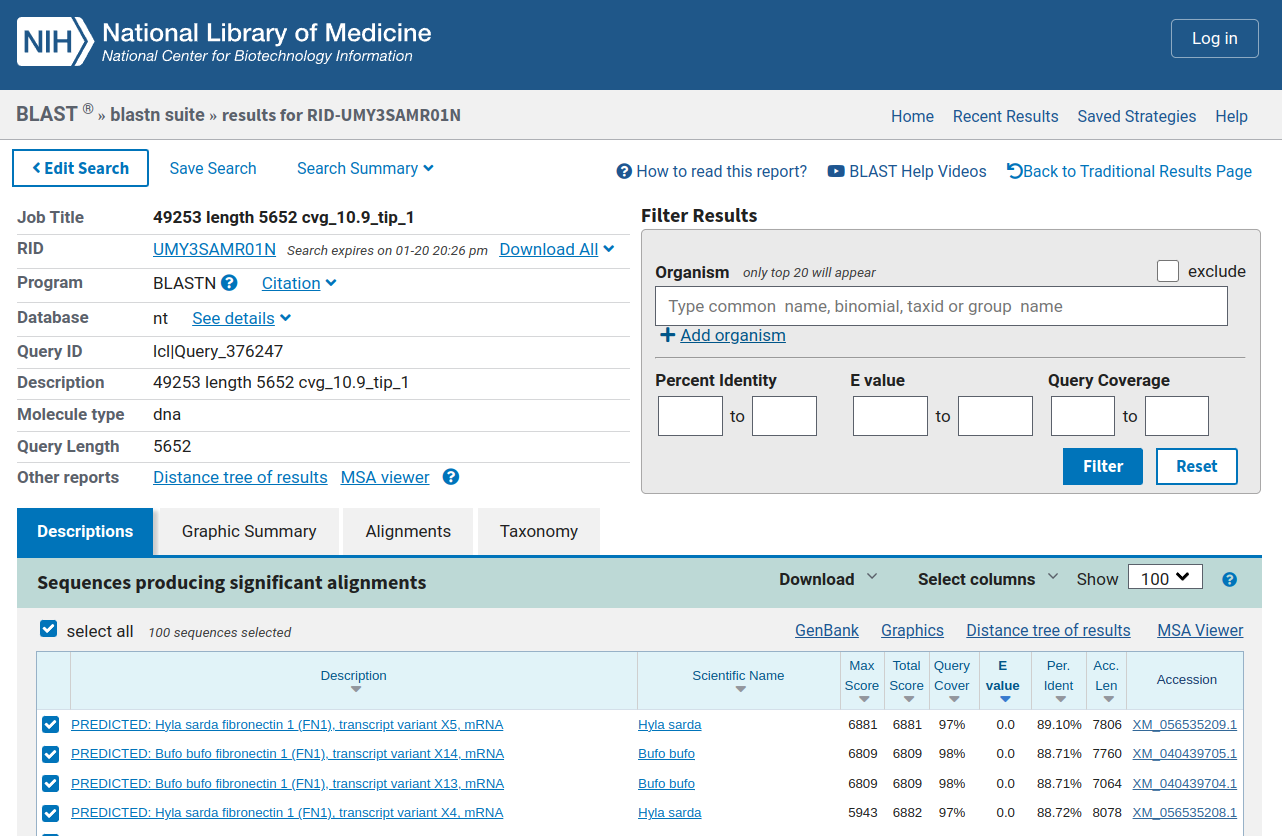 NIH National Library of Medicine
National Center for Biotechnology Information
Log in
BLAST ® » blastn suite » results for RID-UMY3SAMR01N
Home Recent Results Saved Strategies Help
Edit Search Save Search Search Summary
How to read this report? BLAST Help Videos Back to Traditional Results Page
Job Title 49253 length 5652 cvg_10.9_tip_1
RID UMY3SAMR01N Search expires on 01-20 20:26 pm Download All
Program BLASTN Citation
Database nt See details
Query ID lcl|Query_376247
Description 49253 length 5652 cvg_10.9_tip_1
Molecule type dna
Query Length 5652
Other reports Distance tree of results MSA viewer
Filter Results
Organism only top 20 will appear exclude
Type common name, binomial, taxid or group name
Add organism
Percent Identity E value Query Coverage
to to to
Filter Reset
Descriptions Graphic Summary Alignments Taxonomy
Sequences producing significant alignments Download Select columns Show 100
select all 100 sequences selected GenBank Graphics Distance tree of results MSA Viewer
Description Scientific Name Max Score Total Score Query Cover E value Per. Ident Acc. Len Accession
PREDICTED: Hyla sarda fibronectin 1 (FN1), transcript variant X5, mRNA Hyla sarda 6881 6881 97% 0.0 89.10% 7806 XM_056535209.1
PREDICTED: Bufo bufo fibronectin 1 (FN1), transcript variant X14, mRNA Bufo bufo 6809 6809 98% 0.0 88.71% 7760 XM_040439705.1
PREDICTED: Bufo bufo fibronectin 1 (FN1), transcript variant X13, mRNA Bufo bufo 6809 6809 98% 0.0 88.71% 7064 XM_040439704.1
PREDICTED: Hyla sarda fibronectin 1 (FN1), transcript variant X4, mRNA Hyla sarda 5943 6882 97% 0.0 88.72% 8078 XM_056535208.1